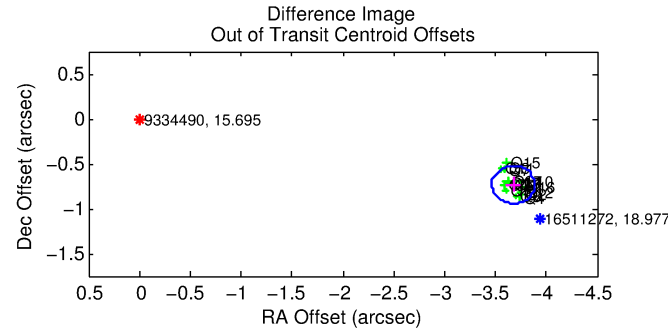 Difference Image
Out of Transit Centroid Offsets
Dec Offset (arcsec)
0.5
0
−0.5
−1
−1.5
9334490, 15.695
Q15
16511272, 18.977
0.5 0 −0.5 −1 −1.5 −2 −2.5 −3 −3.5 −4 −4.5
RA Offset (arcsec)